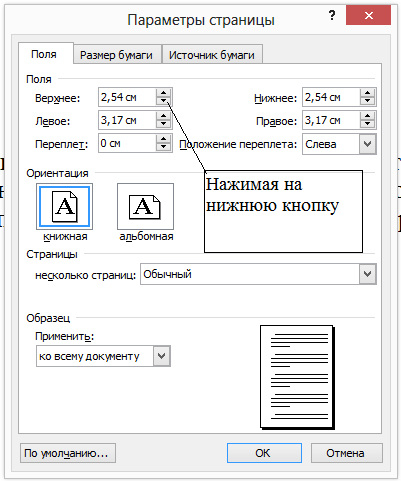 Параметры страницы ? ×
Поля Размер бумаги Источник бумаги
Поля
Верхнее: 2,54 см Нижнее: 2,54 см
Левое: 3,17 см Правое: 3,17 см
Переплет: 0 см Положение переплета: Слева
Ориентация
Нажимая на
нижнюю кнопку
A A
книжная альбомная
Страницы
несколько страниц: Обычный
Образец
Применить:
ко всему документу
По умолчанию... ОК Отмена